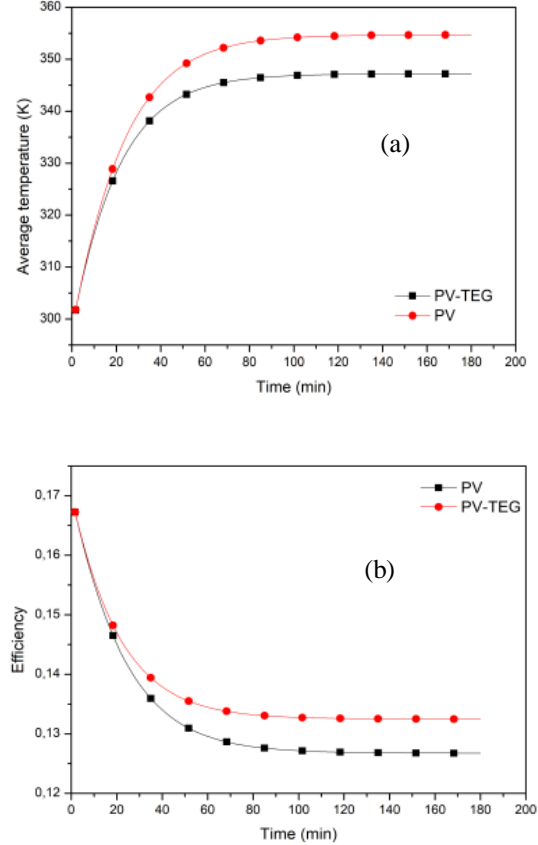 360
350
340
330
320
310
300
Average temperature (K)
(a)
PV-TEG
PV
0 20 40 60 80 100 120 140 160 180 200
Time (min)
0,17
0,16
0,15
0,14
0,13
0,12
Efficiency
PV
PV-TEG
(b)
0 20 40 60 80 100 120 140 160 180 200
Time (min)